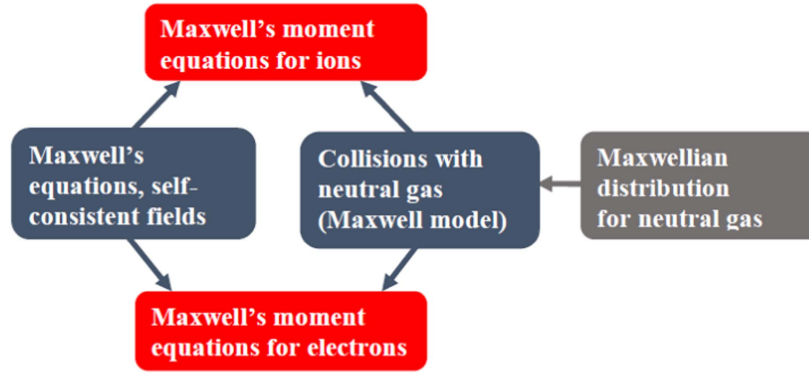 Maxwell's moment
equations for ions
Maxwell's
equations, self-
consistent fields
Collisions with
neutral gas
(Maxwell model)
Maxwellian
distribution
for neutral gas
Maxwell's moment
equations for electrons